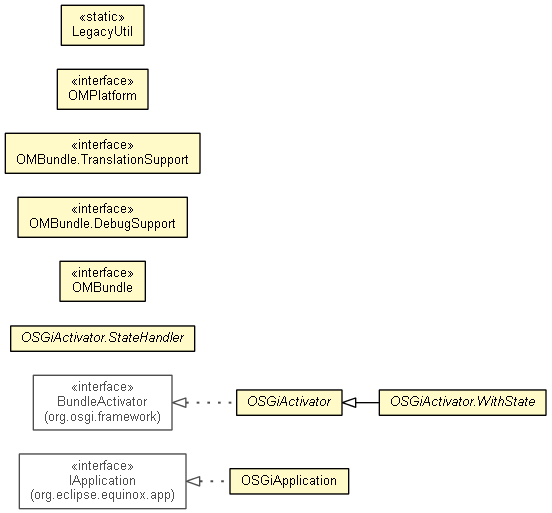 «static»
LegacyUtil
«interface»
OMPlatform
«interface»
OMBundle.TranslationSupport
«interface»
OMBundle.DebugSupport
«interface»
OMBundle
OSGiActivator.StateHandler
«interface»
BundleActivator
(org.osgi.framework)
OSGiActivator
OSGiActivator.WithState
«interface»
IApplication
(org.eclipse.equinox.app)
OSGiApplication